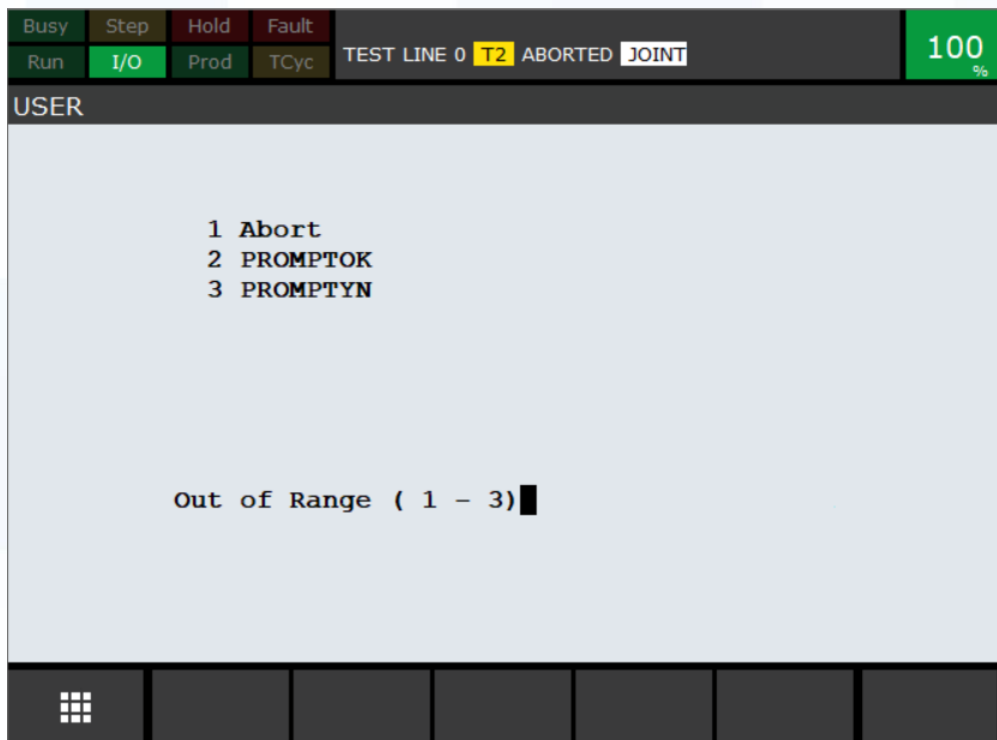 Busy Step Hold Fault
Run I/O Prod TCyc
TEST LINE 0 T2 ABORTED JOINT
100
%
USER
1 Abort
2 PROMPTOK
3 PROMPTYN
Out of Range ( 1 - 3)